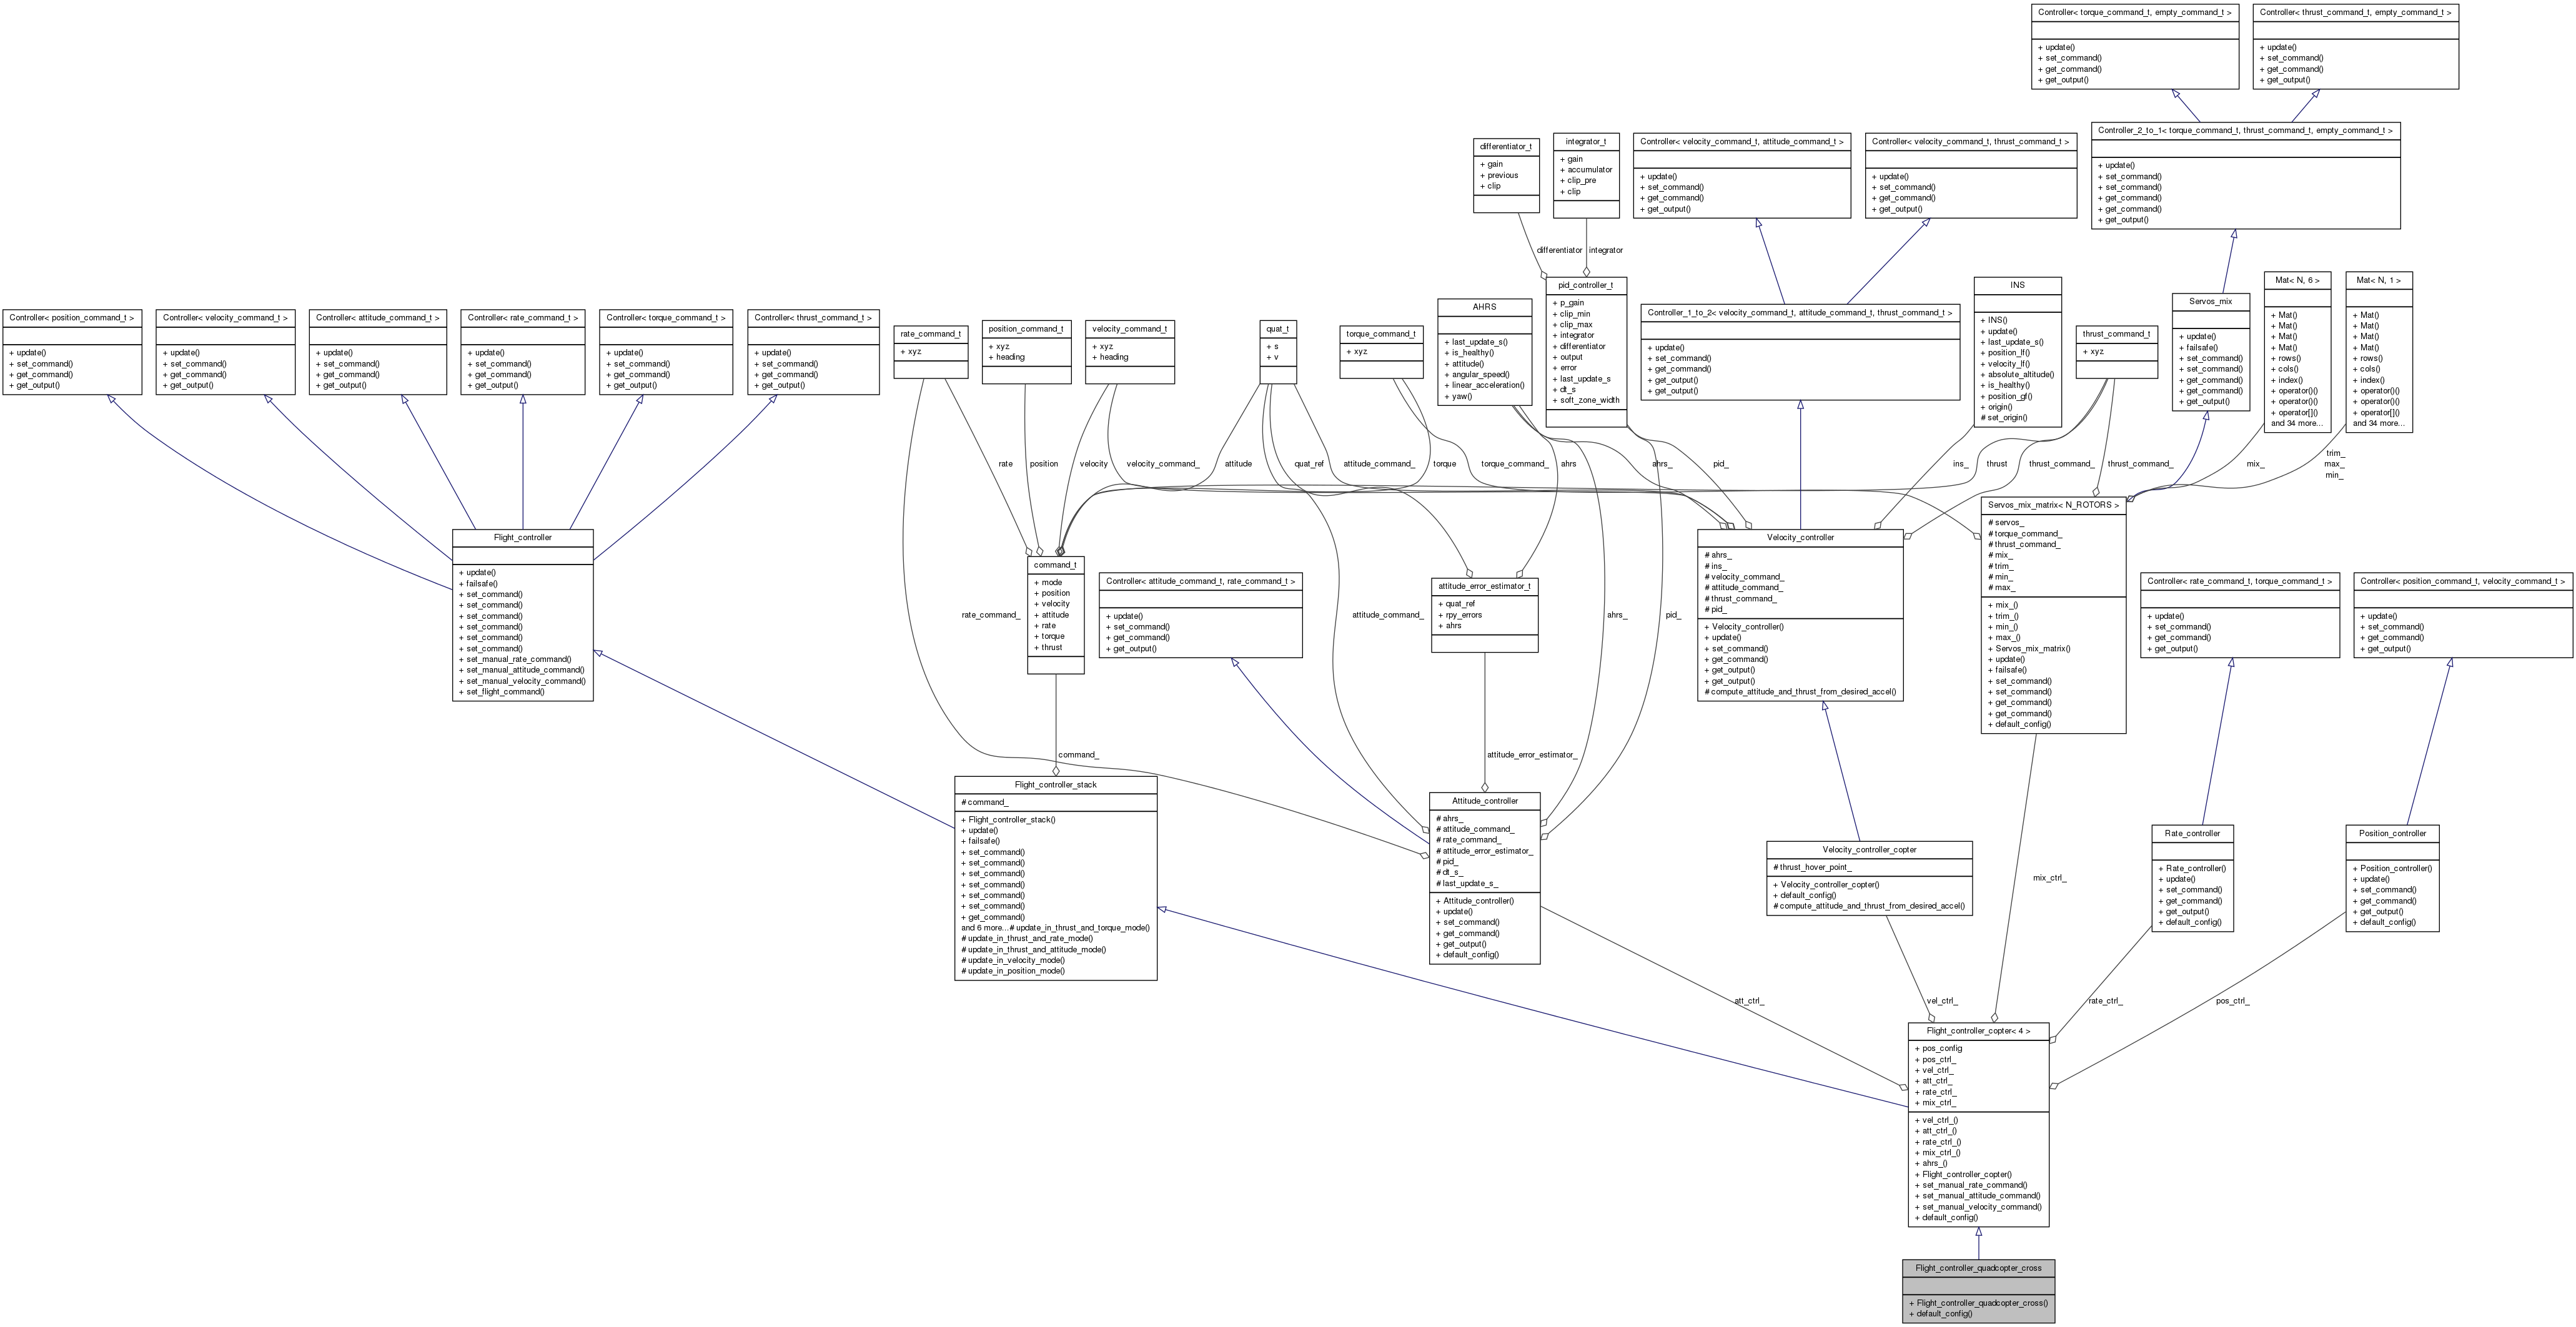 Controller< torque_command_t, empty_command_t >
+ update()
+ set_command()
+ get_command()
+ get_output()
Controller< thrust_command_t, empty_command_t >
+ update()
+ set_command()
+ get_command()
+ get_output()
differentiator_t
+ gain
+ previous
+ clip
integrator_t
+ gain
+ accumulator
+ clip_pre
+ clip
Controller< velocity_command_t, attitude_command_t >
+ update()
+ set_command()
+ get_command()
+ get_output()
Controller< velocity_command_t, thrust_command_t >
+ update()
+ set_command()
+ get_command()
+ get_output()
Controller_2_to_1< torque_command_t, thrust_command_t, empty_command_t >
+ update()
+ set_command()
+ set_command()
+ get_command()
+ get_command()
+ get_output()
differentiator
integrator
Controller< position_command_t >
+ update()
+ set_command()
+ get_command()
+ get_output()
Controller< velocity_command_t >
+ update()
+ set_command()
+ get_command()
+ get_output()
Controller< attitude_command_t >
+ update()
+ set_command()
+ get_command()
+ get_output()
Controller< rate_command_t >
+ update()
+ set_command()
+ get_command()
+ get_output()
Controller< torque_command_t >
+ update()
+ set_command()
+ get_command()
+ get_output()
Controller< thrust_command_t >
+ update()
+ set_command()
+ get_command()
+ get_output()
rate_command_t
+ xyz
position_command_t
+ xyz
+ heading
velocity_command_t
+ xyz
+ heading
quat_t
+ s
+ v
torque_command_t
+ xyz
AHRS
+ last_update_s()
+ is_healthy()
+ attitude()
+ angular_speed()
+ linear_acceleration()
+ yaw()
pid_controller_t
+ p_gain
+ clip_min
+ clip_max
+ integrator
+ differentiator
+ output
+ error
+ last_update_s
+ dt_s
+ soft_zone_width
Controller_1_to_2< velocity_command_t, attitude_command_t, thrust_command_t >
+ update()
+ set_command()
+ get_command()
+ get_output()
+ get_output()
INS
+ INS()
+ update()
+ last_update_s()
+ position_lf()
+ velocity_lf()
+ absolute_altitude()
+ is_healthy()
+ position_gf()
+ origin()
# set_origin()
thrust_command_t
+ xyz
Servos_mix
+ update()
+ failsafe()
+ set_command()
+ set_command()
+ get_command()
+ get_command()
+ get_output()
Mat< N, 6 >
+ Mat()
+ Mat()
+ Mat()
+ Mat()
+ rows()
+ cols()
+ index()
+ operator()()
+ operator()()
+ operator[]()
and 34 more...
Mat< N, 1 >
+ Mat()
+ Mat()
+ Mat()
+ Mat()
+ rows()
+ cols()
+ index()
+ operator()()
+ operator()()
+ operator[]()
and 34 more...
rate
position
velocity
velocity_command_
attitude
quat_ref
attitude_command_
torque
torque_command_
ahrs
ahrs_
pid_
ins_
thrust
thrust_command_
thrust_command_
mix_
trim_
max_
min_
Flight_controller
+ update()
+ failsafe()
+ set_command()
+ set_command()
+ set_command()
+ set_command()
+ set_command()
+ set_command()
+ set_manual_rate_command()
+ set_manual_attitude_command()
+ set_manual_velocity_command()
+ set_flight_command()
rate_command_
command_t
+ mode
+ position
+ velocity
+ attitude
+ rate
+ torque
+ thrust
Controller< attitude_command_t, rate_command_t >
+ update()
+ set_command()
+ get_command()
+ get_output()
attitude_command_
attitude_error_estimator_t
+ quat_ref
+ rpy_errors
+ ahrs
ahrs_
pid_
Velocity_controller
# ahrs_
# ins_
# velocity_command_
# attitude_command_
# thrust_command_
# pid_
+ Velocity_controller()
+ update()
+ set_command()
+ get_command()
+ get_output()
+ get_output()
# compute_attitude_and_thrust_from_desired_accel()
Servos_mix_matrix< N_ROTORS >
# servos_
# torque_command_
# thrust_command_
# mix_
# trim_
# min_
# max_
+ mix_()
+ trim_()
+ min_()
+ max_()
+ Servos_mix_matrix()
+ update()
+ failsafe()
+ set_command()
+ set_command()
+ get_command()
+ get_command()
+ default_config()
Controller< rate_command_t, torque_command_t >
+ update()
+ set_command()
+ get_command()
+ get_output()
Controller< position_command_t, velocity_command_t >
+ update()
+ set_command()
+ get_command()
+ get_output()
command_
attitude_error_estimator_
Flight_controller_stack
# command_
+ Flight_controller_stack()
+ update()
+ failsafe()
+ set_command()
+ set_command()
+ set_command()
+ set_command()
+ set_command()
+ set_command()
+ get_command()
and 6 more...# update_in_thrust_and_torque_mode()
# update_in_thrust_and_rate_mode()
# update_in_thrust_and_attitude_mode()
# update_in_velocity_mode()
# update_in_position_mode()
Attitude_controller
# ahrs_
# attitude_command_
# rate_command_
# attitude_error_estimator_
# pid_
# dt_s_
# last_update_s_
+ Attitude_controller()
+ update()
+ set_command()
+ get_command()
+ get_output()
+ default_config()
Velocity_controller_copter
# thrust_hover_point_
+ Velocity_controller_copter()
+ default_config()
# compute_attitude_and_thrust_from_desired_accel()
mix_ctrl_
Rate_controller
+ Rate_controller()
+ update()
+ set_command()
+ get_command()
+ get_output()
+ default_config()
Position_controller
+ Position_controller()
+ update()
+ set_command()
+ get_command()
+ get_output()
+ default_config()
att_ctrl_
vel_ctrl_
rate_ctrl_
pos_ctrl_
Flight_controller_copter< 4 >
+ pos_config
+ pos_ctrl_
+ vel_ctrl_
+ att_ctrl_
+ rate_ctrl_
+ mix_ctrl_
+ vel_ctrl_()
+ att_ctrl_()
+ rate_ctrl_()
+ mix_ctrl_()
+ ahrs_()
+ Flight_controller_copter()
+ set_manual_rate_command()
+ set_manual_attitude_command()
+ set_manual_velocity_command()
+ default_config()
Flight_controller_quadcopter_cross
+ Flight_controller_quadcopter_cross()
+ default_config()